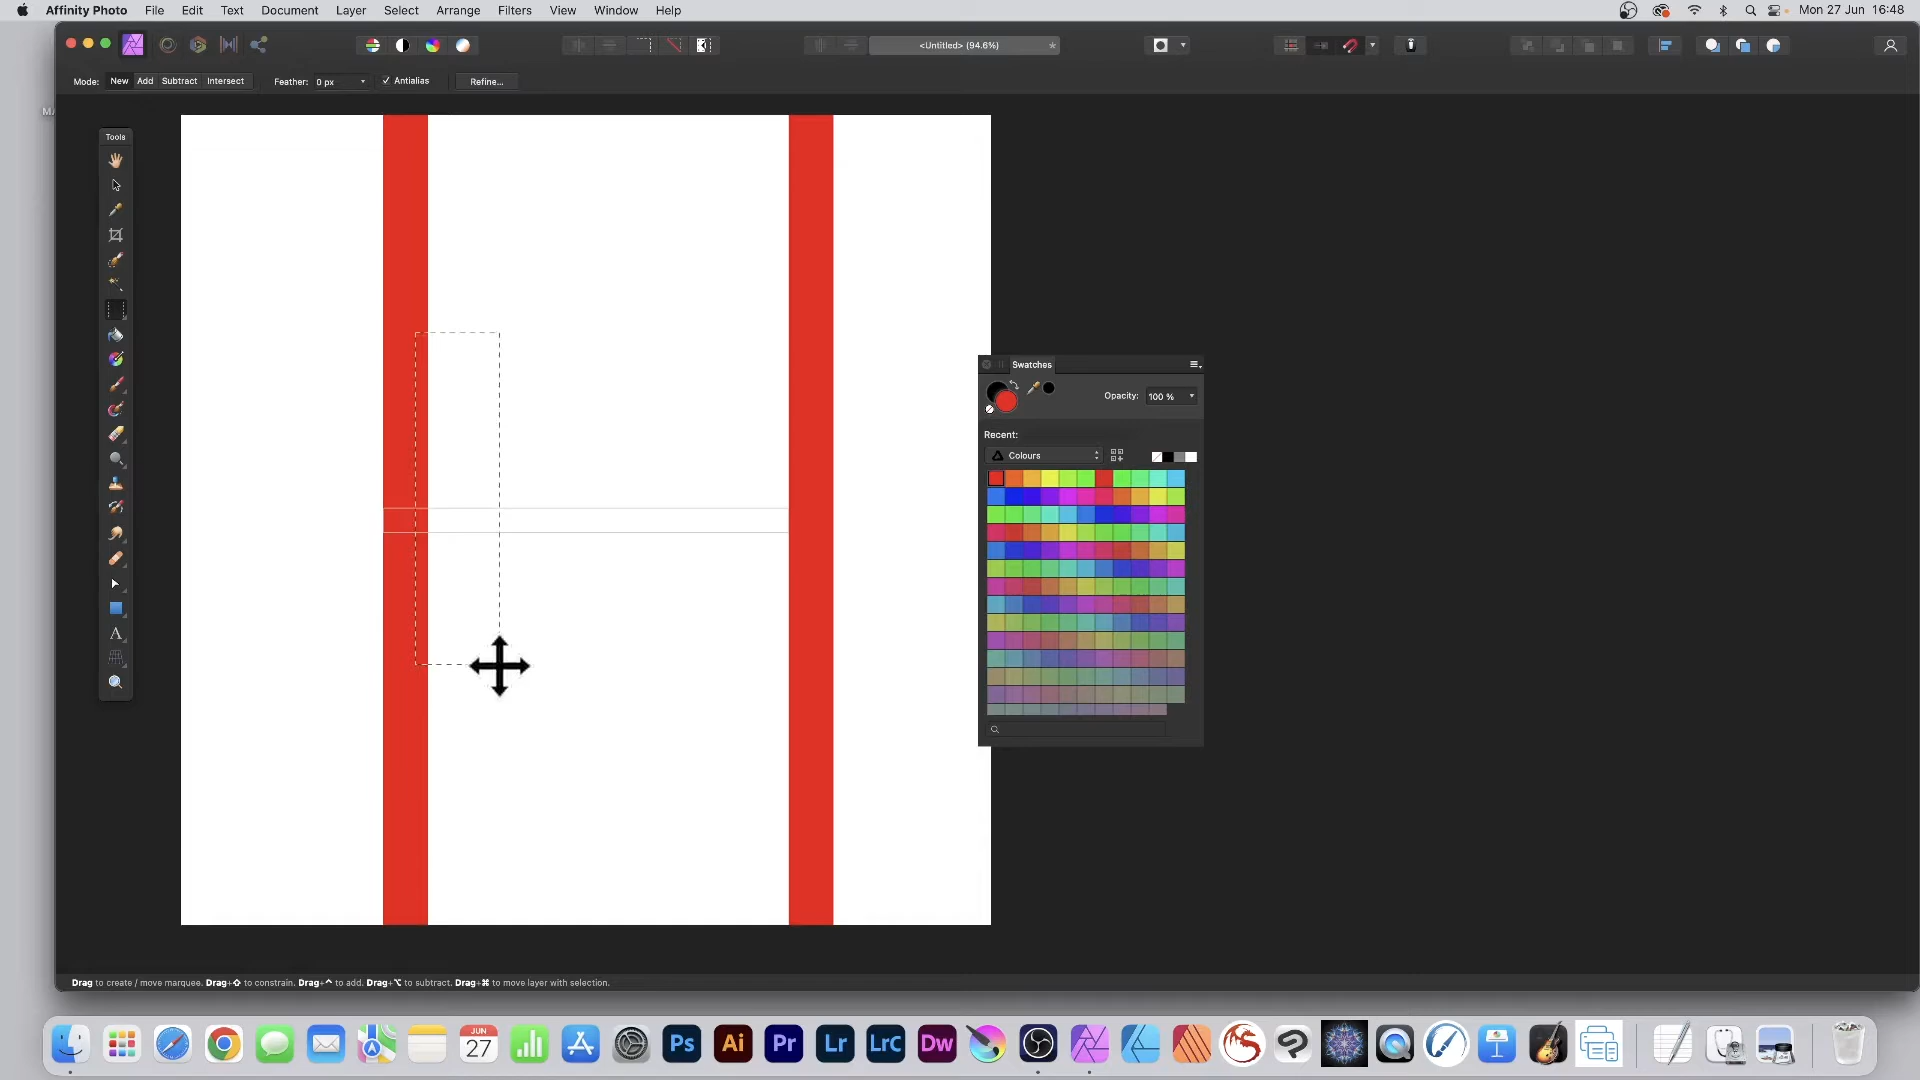 Affinity Photo File Edit Text Document Layer Select Arrange Filters View Window Help Mon 27 Jun 16:48
<Untitled> (94.6%)
Mode: New Add Subtract Intersect Feather: 0 px Antialias Refine...
Tools
Swatches
Opacity: 100 %
Recent:
Colours
A
Drag to create / move marquee. Drag+⇧ to constrain. Drag+^ to add. Drag+⌥ to subtract. Drag+⌘ to move layer with selection.
JUN
27 Ps Ai Pr Lr LrC Dw